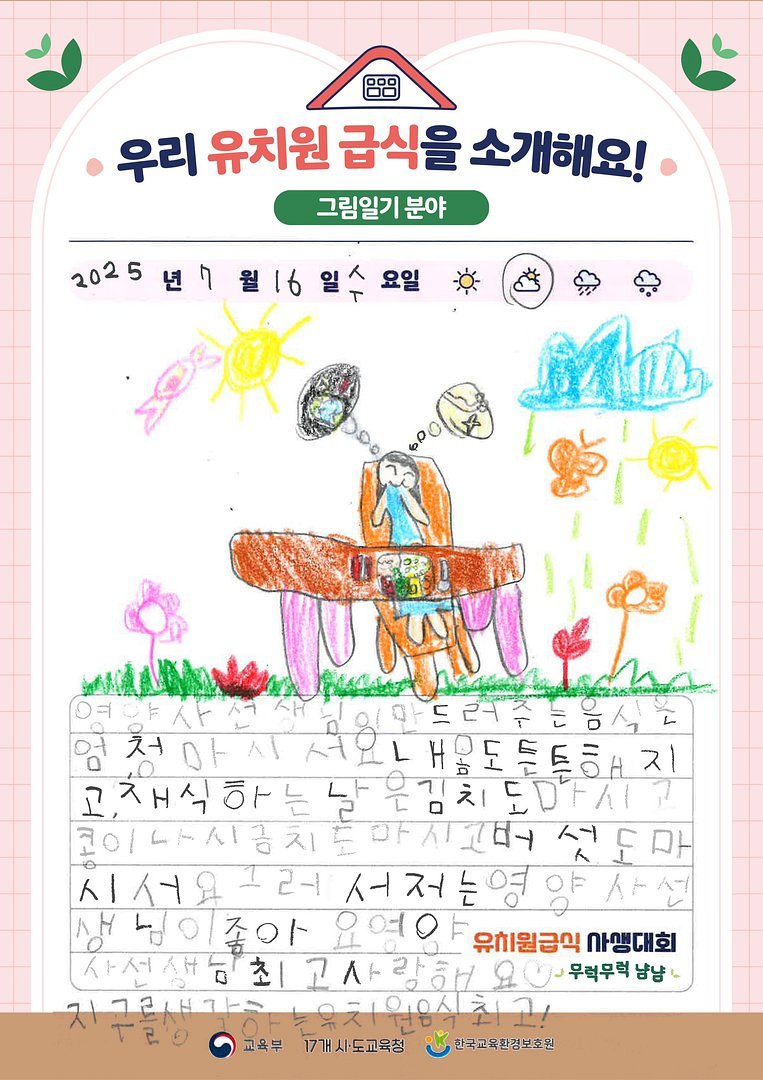 우리 유치원 급식을 소개해요!
그림일기 분야
2025 년 7 월 16 일 수 요일
영양사선생님이만드러주는음식은
엄청마시서요내몸도튼튼해지
고,채식하는날은김치도마시고
콩이나시금치도마시고버섯도마
시서요그러서저는영양사선
생님이좋아요영양
사선생님최고사랑해요♡
지구를생각하는유치원음식최고!
유치원급식 사생대회
무럭무럭 냠냠
교육부 17개 시·도교육청 한국교육환경보호원